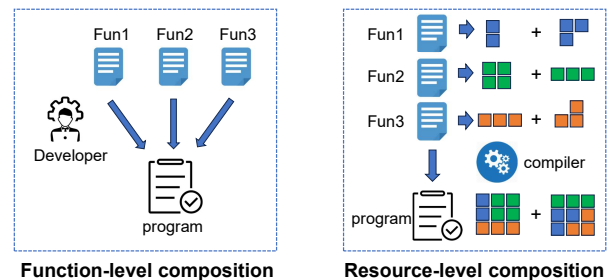 Fun1 Fun2 Fun3
Developer
program
Function-level composition
Fun1 +
Fun2 +
Fun3 +
compiler
program +
Resource-level composition